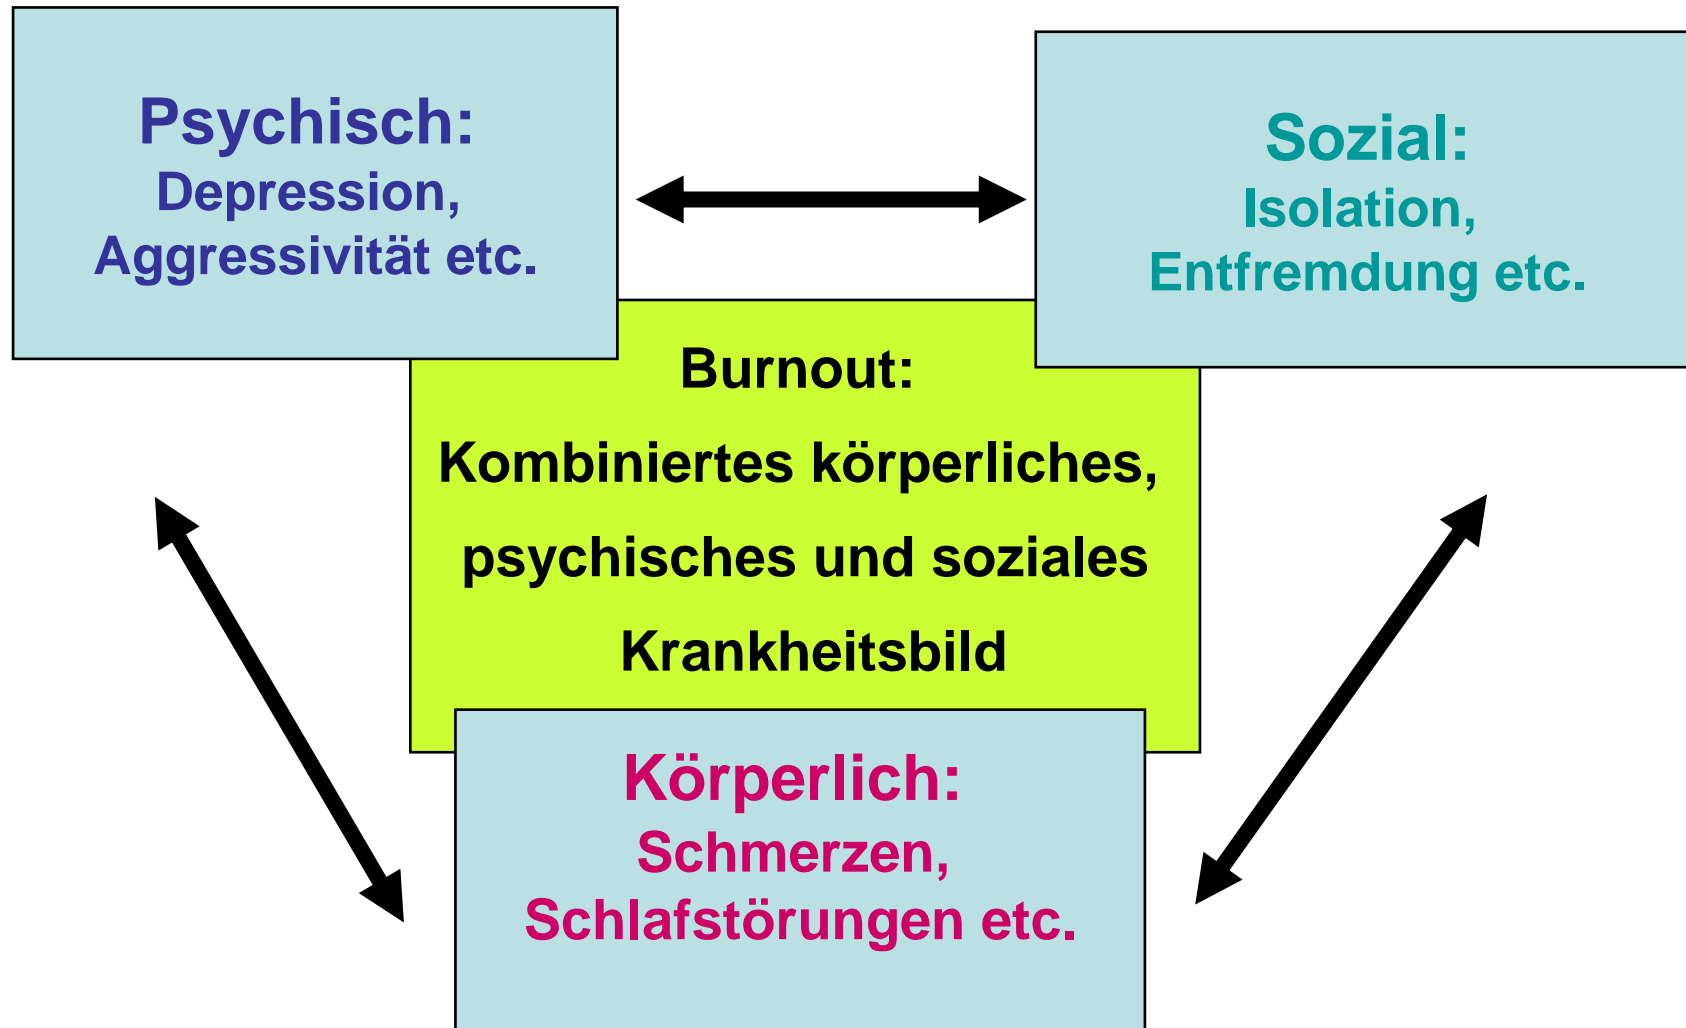 Psychisch:
Depression,
Aggressivität etc.
Sozial:
Isolation,
Entfremdung etc.
Burnout:
Kombiniertes körperliches,
psychisches und soziales
Krankheitsbild
Körperlich:
Schmerzen,
Schlafstörungen etc.